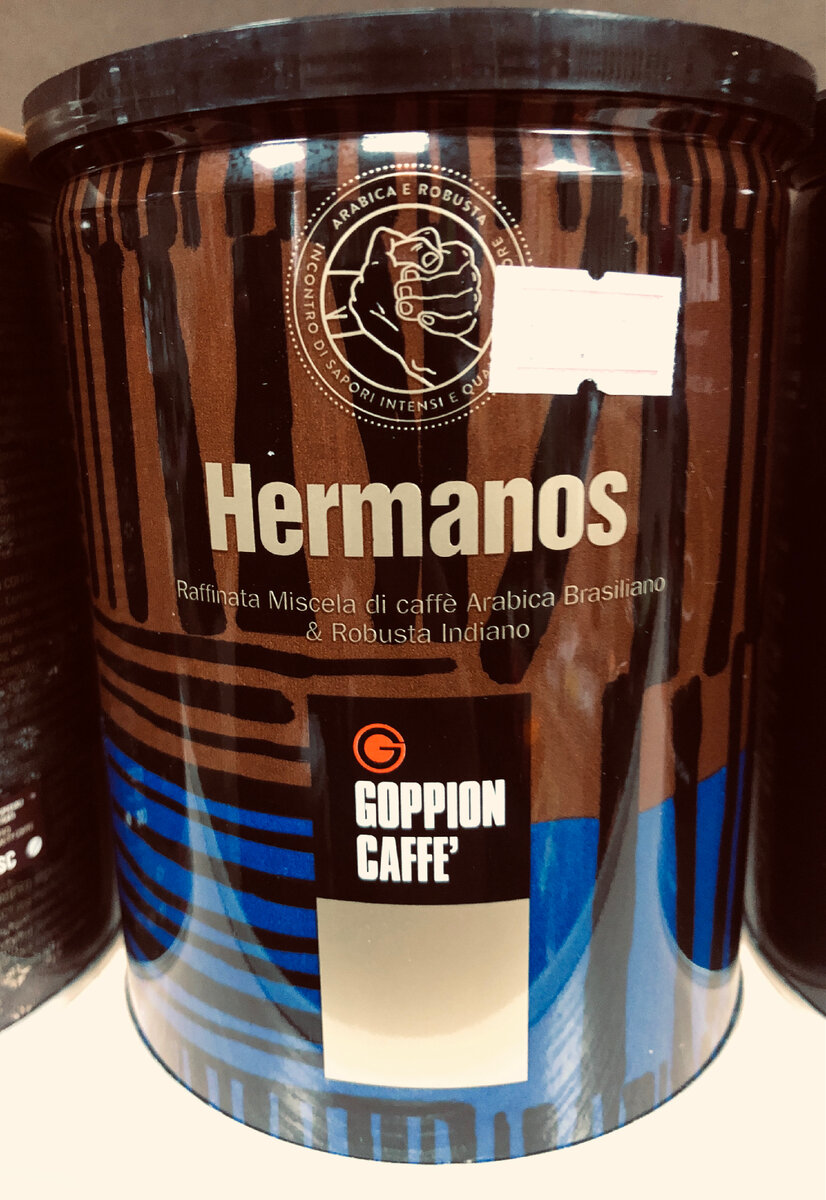 ARABICA E ROBUSTA
INCONTRO DI SAPORI INTENSI E
Hermanos
Raffinata Miscela di caffè Arabica Brasiliano
& Robusta Indiano
G
GOPPION
CAFFE'